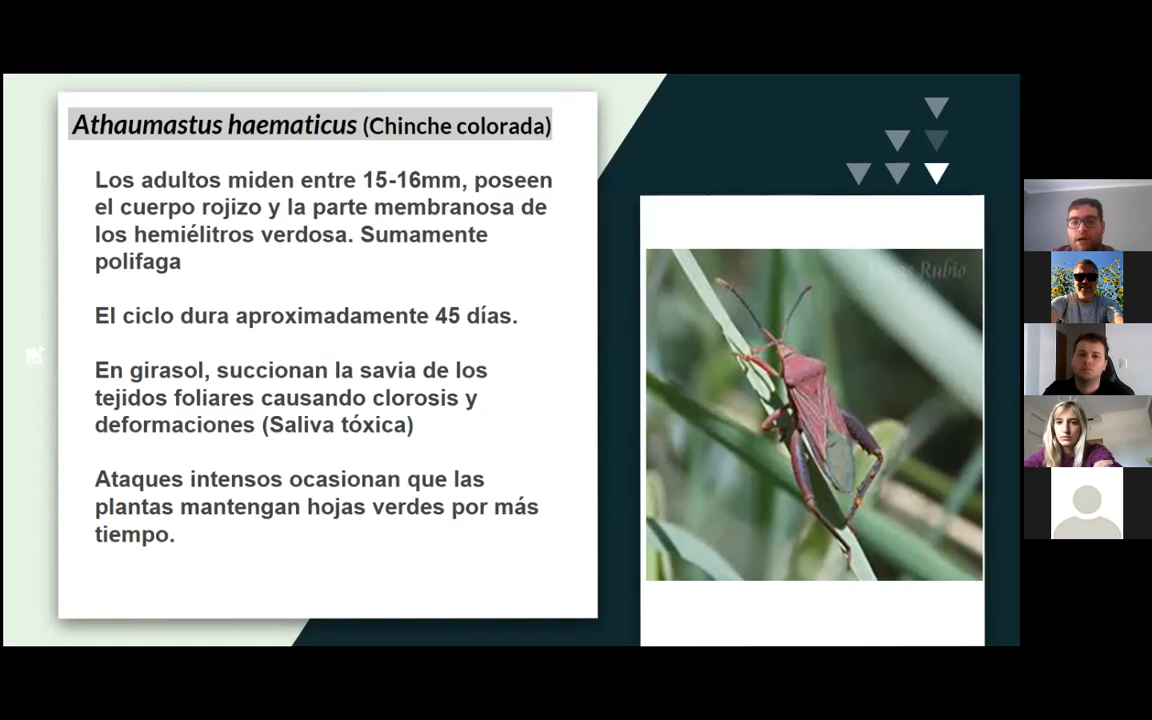 Athaumastus haematicus (Chinche colorada)
Los adultos miden entre 15-16mm, poseen
el cuerpo rojizo y la parte membranosa de
los hemiélitros verdosa. Sumamente
polifaga
El ciclo dura aproximadamente 45 días.
En girasol, succionan la savia de los
tejidos foliares causando clorosis y
deformaciones (Saliva tóxica)
Ataques intensos ocasionan que las
plantas mantengan hojas verdes por más
tiempo.
Rubio